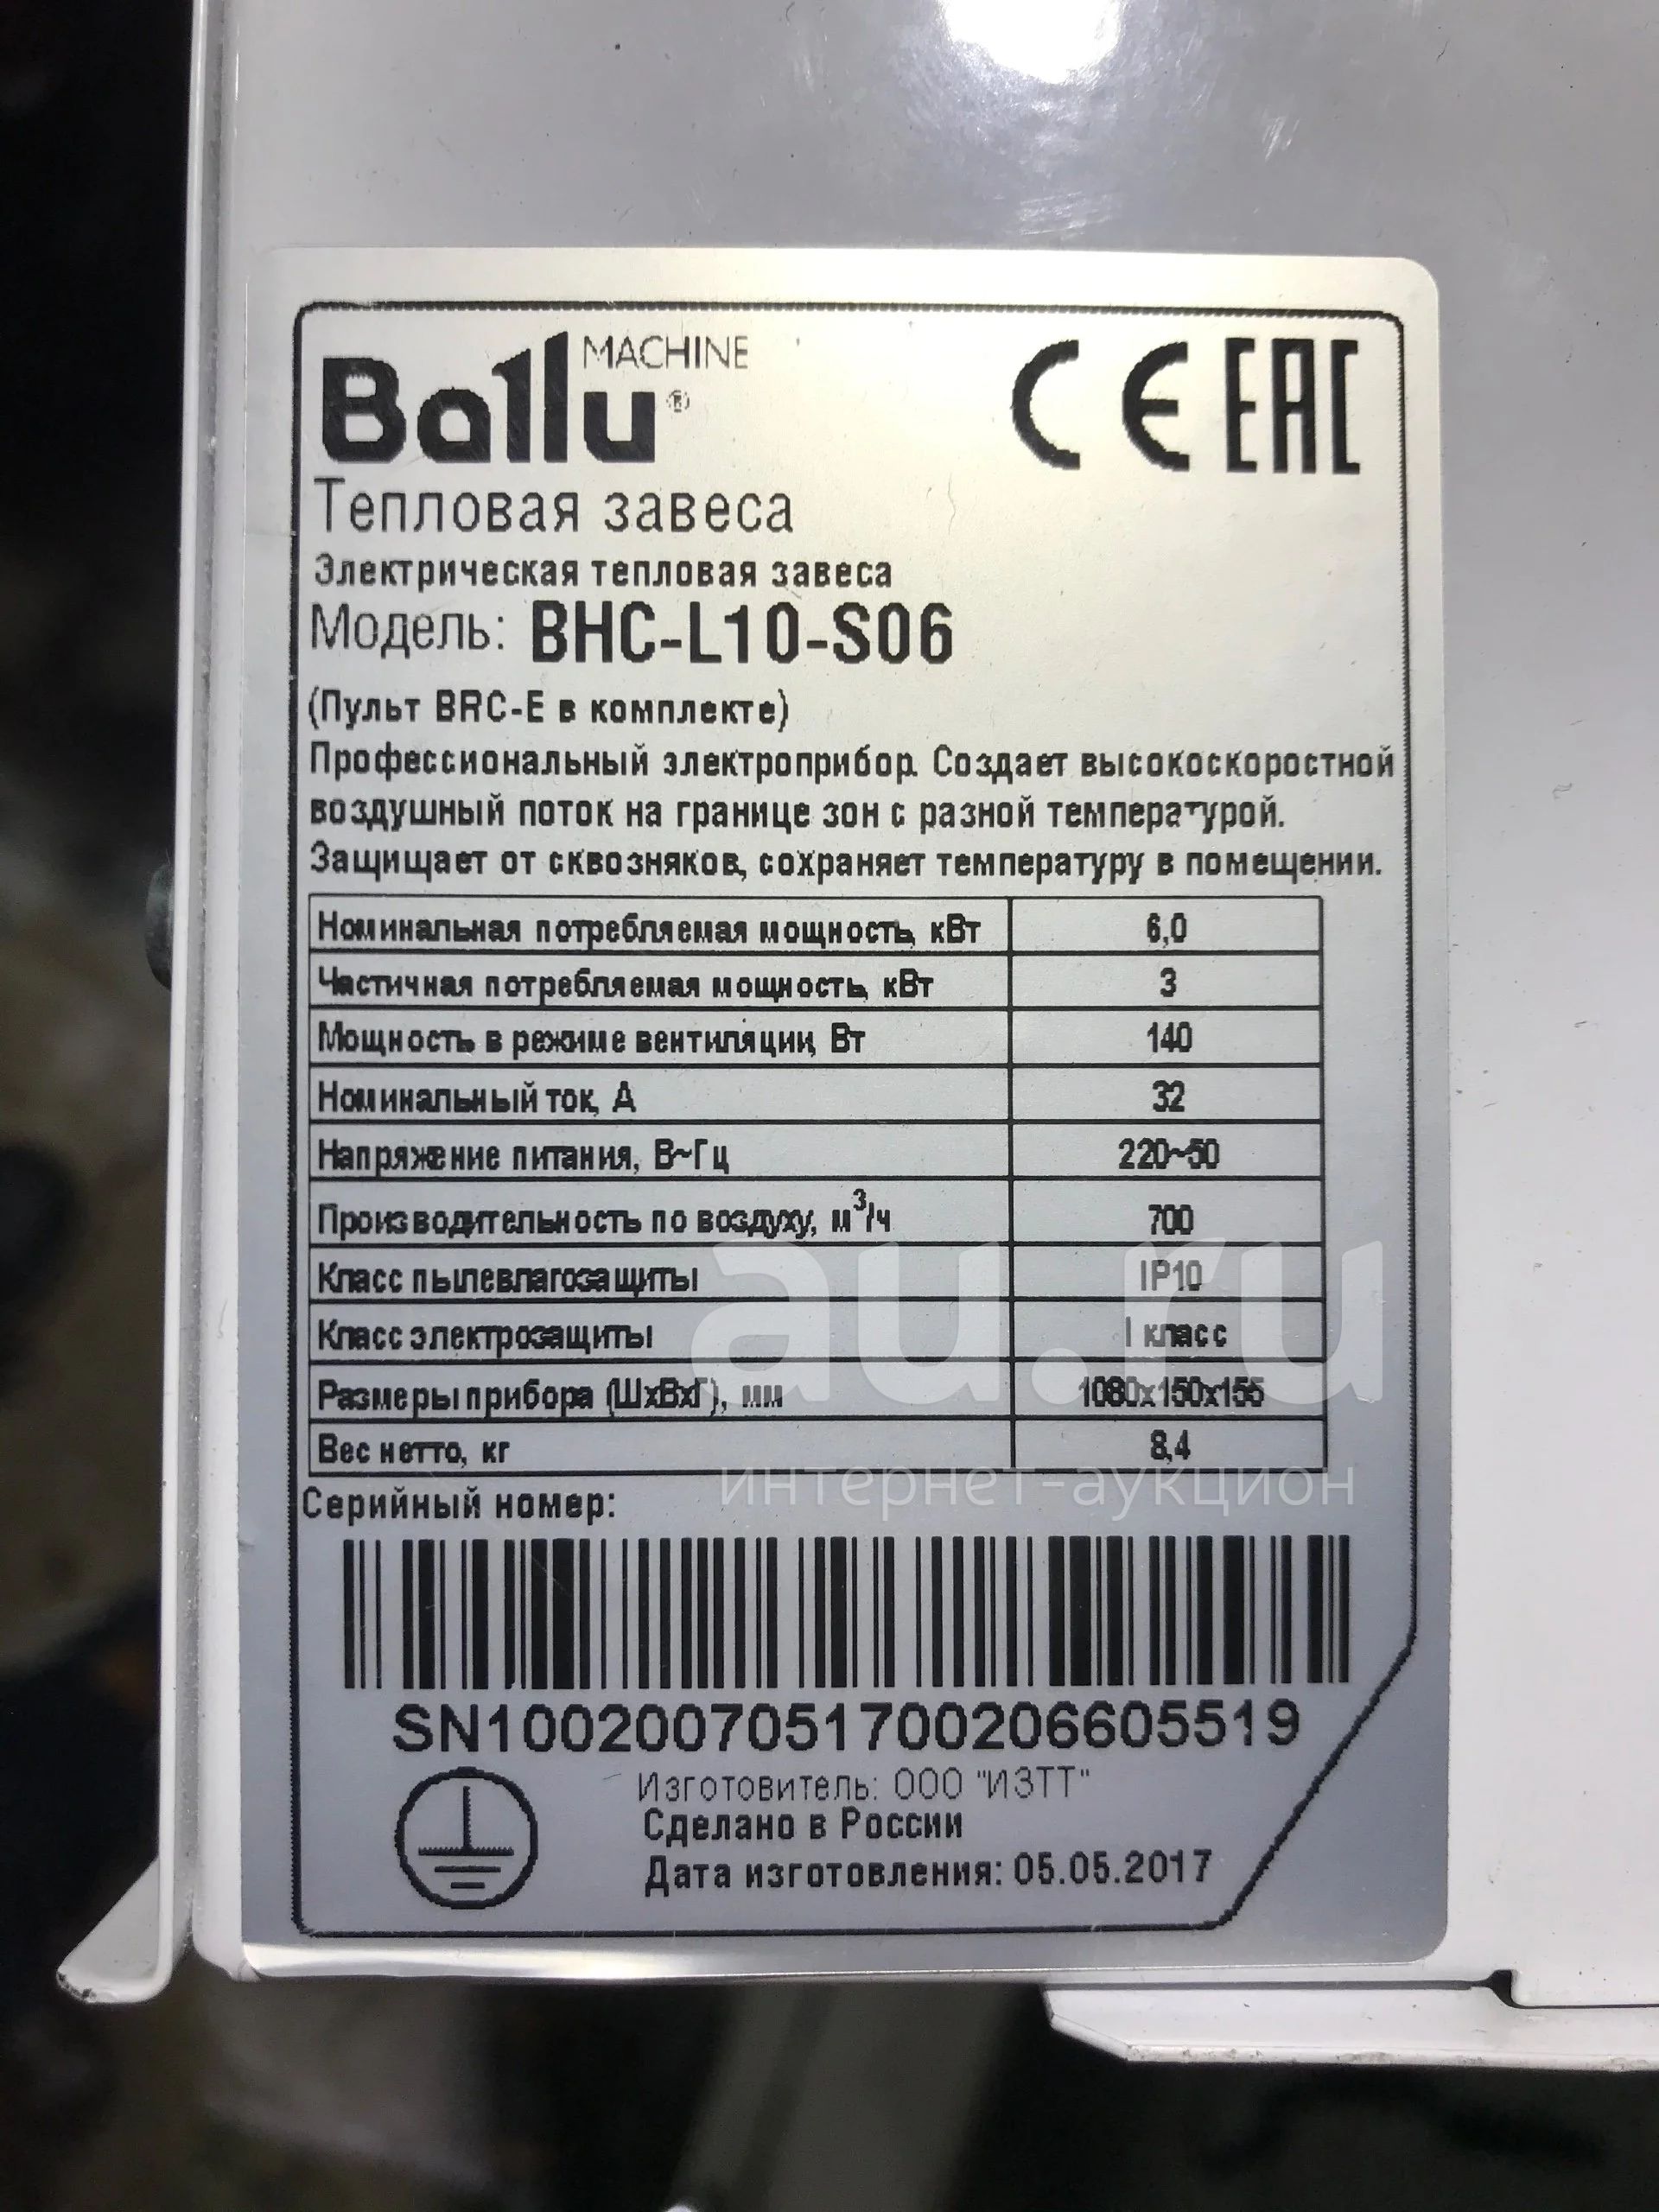 Ballu® MACHINE CE EAC
Тепловая завеса
Электрическая тепловая завеса
Модель: BHC-L10-S06
(Пульт BRC-E в комплекте)
Профессиональный электроприбор. Создает высокоскоростной
воздушный поток на границе зон с разной температурой.
Защищает от сквозняков, сохраняет температуру в помещении.
Номинальная потребляемая мощность, кВт 6,0
Частичная потребляемая мощность, кВт 3
Мощность в режиме вентиляции, Вт 140
Номинальный ток, А 32
Напряжение питания, В~Гц 220~50
Производительность по воздуху, м³/ч 700
Класс пылевлагозащиты IP10
Класс электрозащиты I класс
Размеры прибора (ШхВхГ), мм 1080х150х155
Вес нетто, кг 8,4
au.ru
интернет-аукцион
Серийный номер:
SN1002007051700206605519
Изготовитель: ООО "ИЗТТ"
Сделано в России
Дата изготовления: 05.05.2017